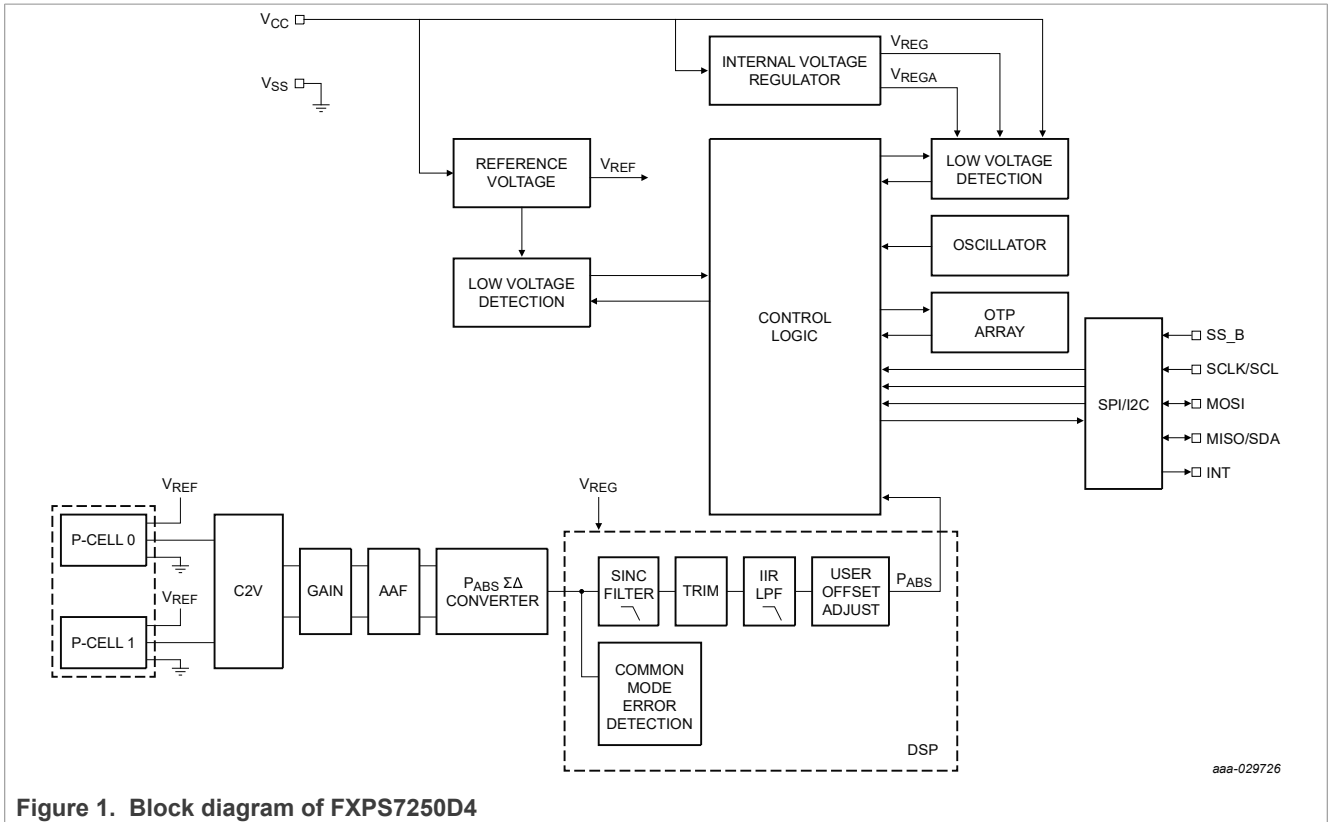 VCC
VSS
INTERNAL VOLTAGE
REGULATOR
VREG
VREGA
REFERENCE
VOLTAGE
VREF
LOW VOLTAGE
DETECTION
CONTROL
LOGIC
LOW VOLTAGE
DETECTION
OSCILLATOR
OTP
ARRAY
SPI/I2C
SS_B
SCLK/SCL
MOSI
MISO/SDA
INT
VREF
P-CELL 0
VREF
P-CELL 1
C2V
GAIN
AAF
PABS ΣΔ
CONVERTER
VREG
SINC
FILTER
TRIM
IIR
LPF
USER
OFFSET
ADJUST
PABS
COMMON
MODE
ERROR
DETECTION
DSP
aaa-029726
Figure 1. Block diagram of FXPS7250D4